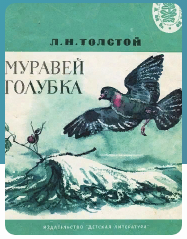 Л.Н.ТОЛСТОЙ
МУРАВЕЙ
ГОЛУБКА
ИЗДАТЕЛЬСТВО "ДЕТСКАЯ ЛИТЕРАТУРА"